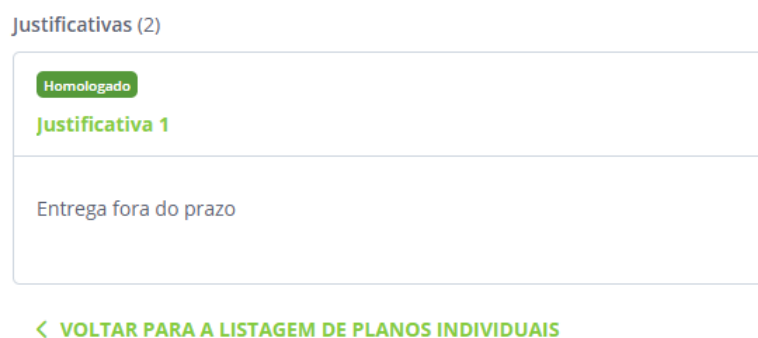 Justificativas (2)
Homologado
Justificativa 1
Entrega fora do prazo
VOLTAR PARA A LISTAGEM DE PLANOS INDIVIDUAIS